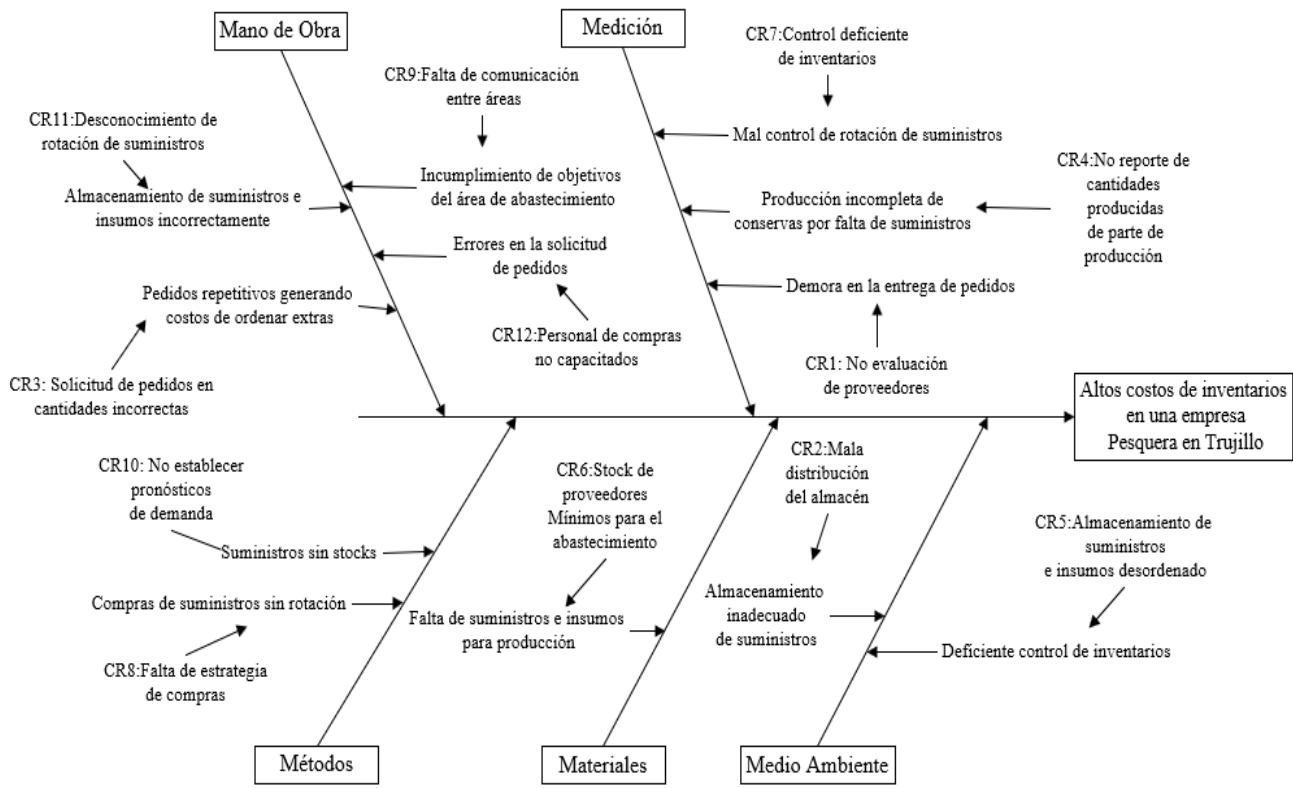 Mano de Obra
Medición
CR7:Control deficiente
de inventarios
CR9:Falta de comunicación
entre áreas
CR11:Desconocimiento de
rotación de suministros
Mal control de rotación de suministros
CR4:No reporte de
cantidades
producidas
de parte de
producción
Incumplimiento de objetivos
del área de abastecimiento
Almacenamiento de suministros e
insumos incorrectamente
Producción incompleta de
conservas por falta de suministros
Errores en la solicitud
de pedidos
Demora en la entrega de pedidos
Pedidos repetitivos generando
costos de ordenar extras
CR12:Personal de compras
no capacitados
CR1: No evaluación
de proveedores
CR3: Solicitud de pedidos en
cantidades incorrectas
Altos costos de inventarios
en una empresa
Pesquera en Trujillo
CR10: No establecer
pronósticos
de demanda
CR6:Stock de
proveedores
Mínimos para el
abastecimiento
CR2:Mala
distribución
del almacén
CR5:Almacenamiento de
suministros
e insumos desordenado
Suministros sin stocks
Compras de suministros sin rotación
Falta de suministros e insumos
para producción
Almacenamiento
inadecuado
de suministros
Deficiente control de inventarios
CR8:Falta de estrategia
de compras
Métodos
Materiales
Medio Ambiente